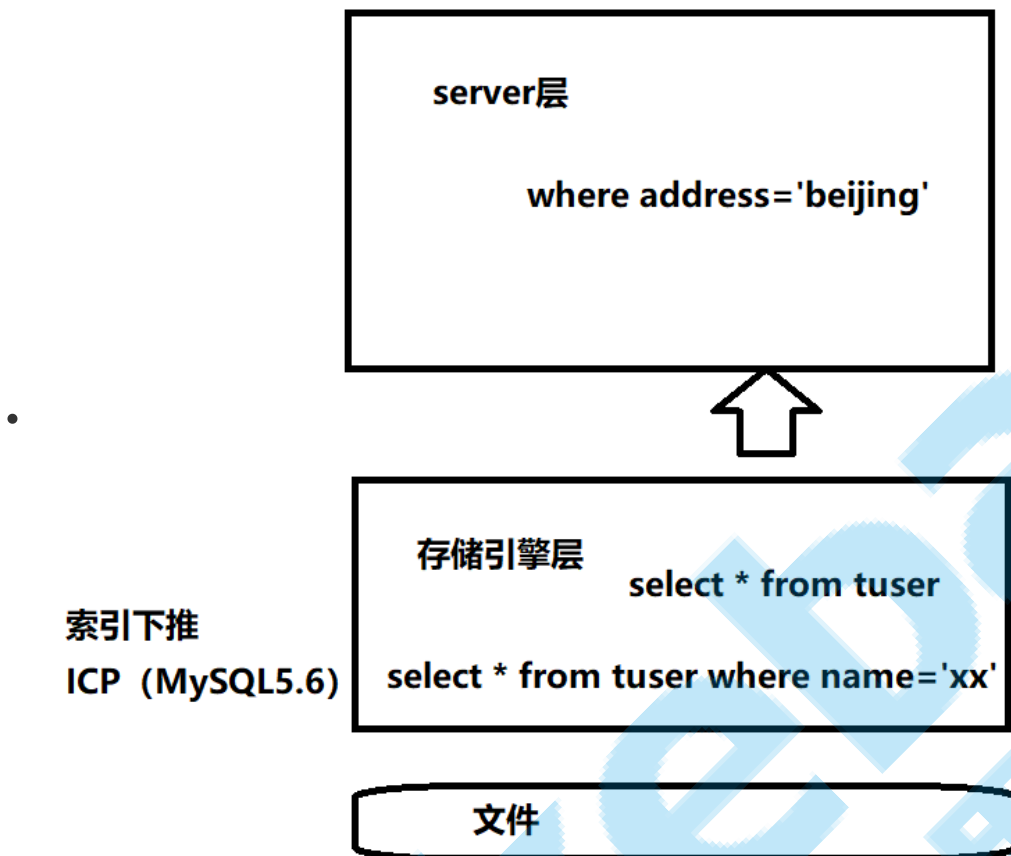 server层
where address='beijing'
存储引擎层
select * from tuser
索引下推
ICP（MySQL5.6）
select * from tuser where name='xx'
文件